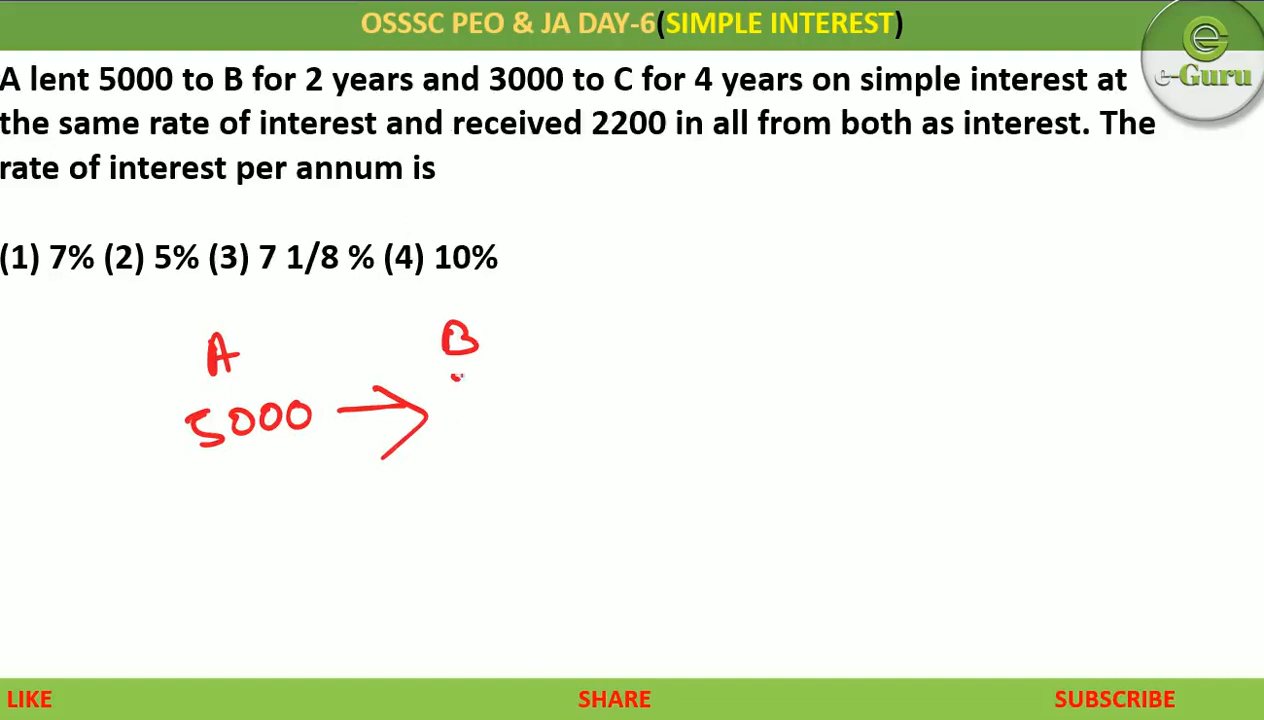 OSSSC PEO & JA DAY-6(SIMPLE INTEREST)
e-Guru
A lent 5000 to B for 2 years and 3000 to C for 4 years on simple interest at
the same rate of interest and received 2200 in all from both as interest. The
rate of interest per annum is
(1) 7% (2) 5% (3) 7 1/8 % (4) 10%
A B
5000
LIKE SHARE SUBSCRIBE